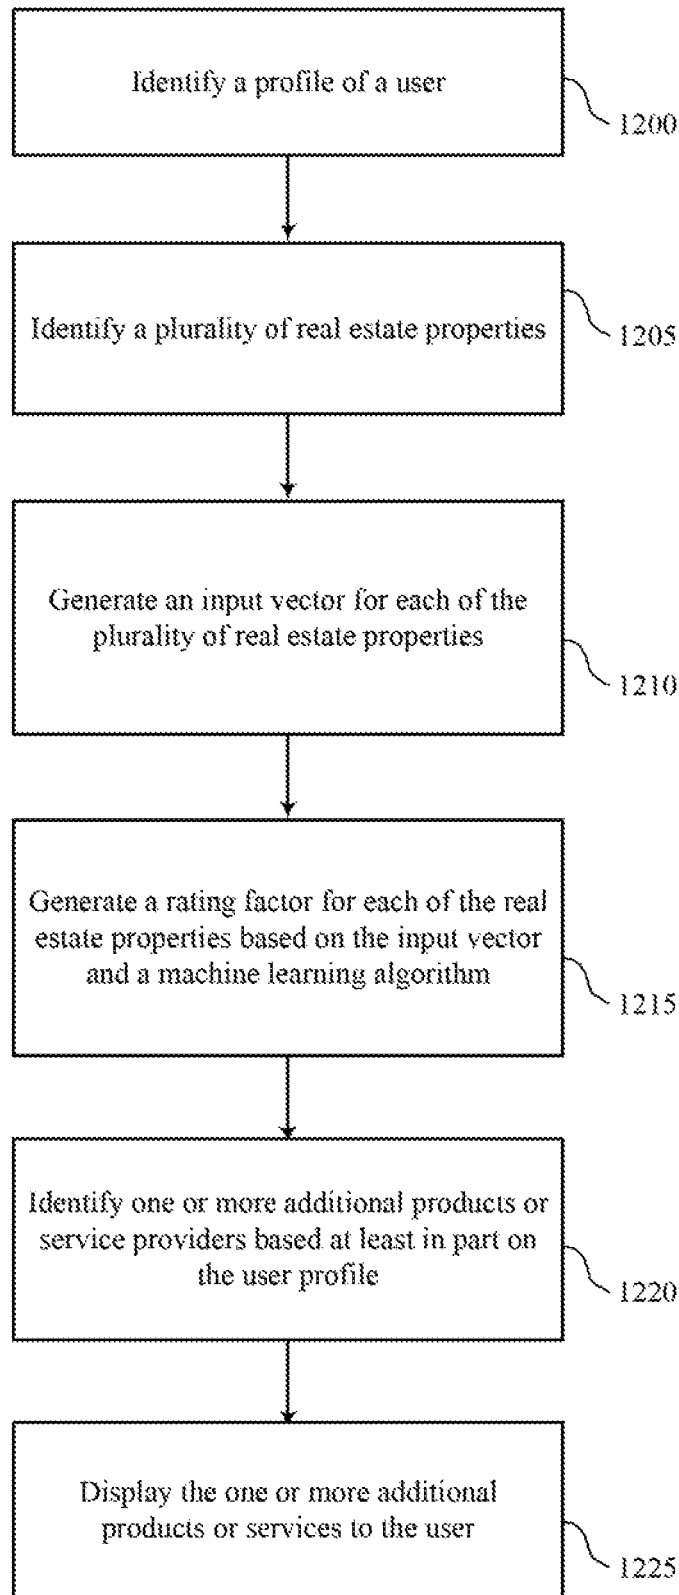 Identify a profile of a user
1200
Identify a plurality of real estate properties
1205
Generate an input vector for each of the
plurality of real estate properties
1210
Generate a rating factor for each of the real
estate properties based on the input vector
and a machine learning algorithm
1215
Identify one or more additional products or
service providers based at least in part on
the user profile
1220
Display the one or more additional
products or services to the user
1225